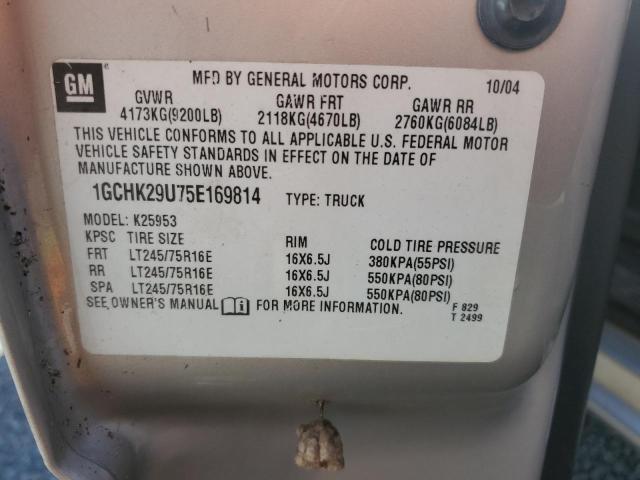 GM
MFD BY GENERAL MOTORS CORP. 10/04
GVWR GAWR FRT GAWR RR
4173KG(9200LB) 2118KG(4670LB) 2760KG(6084LB)
THIS VEHICLE CONFORMS TO ALL APPLICABLE U.S. FEDERAL MOTOR
VEHICLE SAFETY STANDARDS IN EFFECT ON THE DATE OF
MANUFACTURE SHOWN ABOVE.
1GCHK29U75E169814 TYPE: TRUCK
MODEL: K25953
KPSC TIRE SIZE RIM COLD TIRE PRESSURE
FRT LT245/75R16E 16X6.5J 380KPA(55PSI)
RR LT245/75R16E 16X6.5J 550KPA(80PSI)
SPA LT245/75R16E 16X6.5J 550KPA(80PSI)
SEE OWNER'S MANUAL FOR MORE INFORMATION. F 829
T 2499